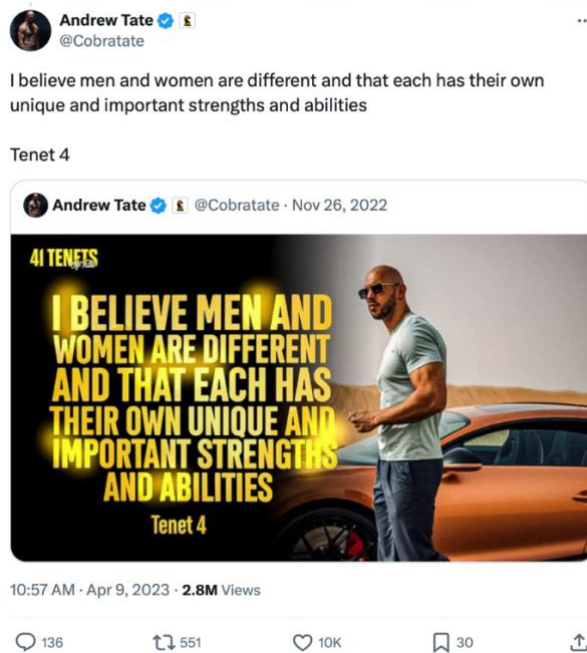 Andrew Tate
@Cobratate
I believe men and women are different and that each has their own
unique and important strengths and abilities
Tenet 4
Andrew Tate @Cobratate · Nov 26, 2022
41 TENETS
I BELIEVE MEN AND
WOMEN ARE DIFFERENT
AND THAT EACH HAS
THEIR OWN UNIQUE AND
IMPORTANT STRENGTHS
AND ABILITIES
Tenet 4
10:57 AM · Apr 9, 2023 · 2.8M Views
136 551 10K 30